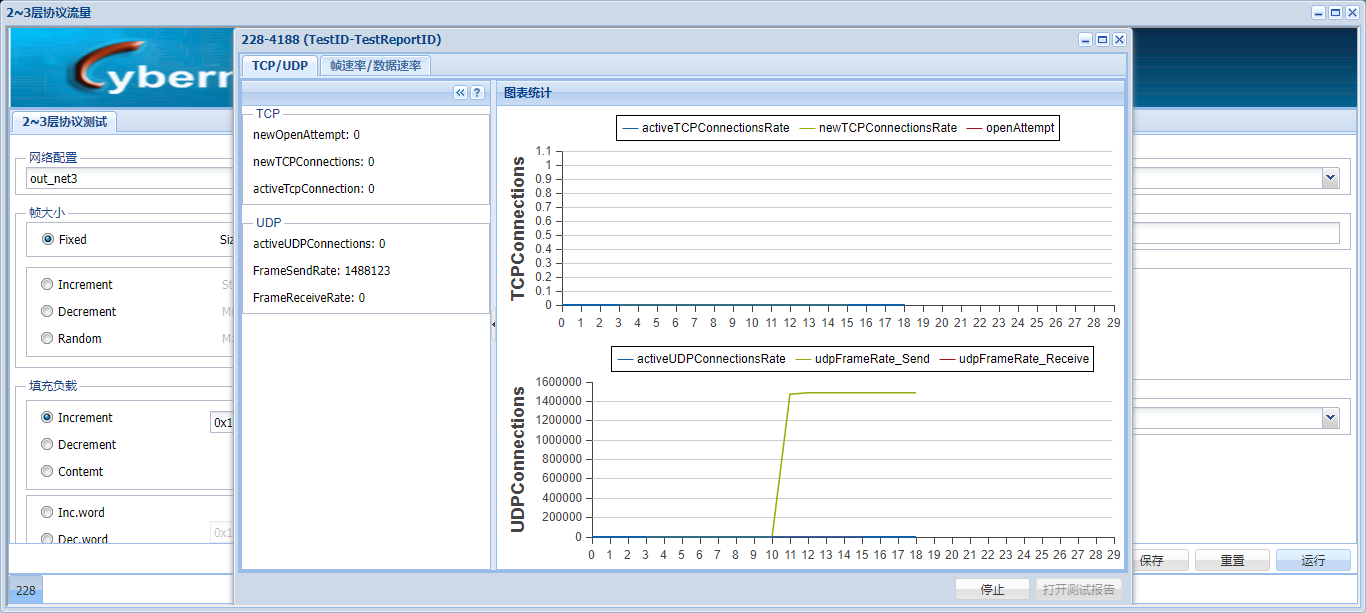 2~3层协议流量
Cybern
2~3层协议测试
网络配置
out_net3
帧大小
Fixed
Increment
Decrement
Random
填充负载
Increment
0x1
Decrement
Contemt
Inc.word
0x1
Dec.word
228
228-4188 (TestID-TestReportID)
TCP/UDP 帧速率/数据速率
« ?
TCP
newOpenAttempt: 0
newTCPConnections: 0
activeTcpConnection: 0
UDP
activeUDPConnections: 0
FrameSendRate: 1488123
FrameReceiveRate: 0
图表统计
activeTCPConnectionsRate newTCPConnectionsRate openAttempt
TCPConnections
1.1
1
0.9
0.8
0.7
0.6
0.5
0.4
0.3
0.2
0.1
0
0 1 2 3 4 5 6 7 8 9 10 11 12 13 14 15 16 17 18 19 20 21 22 23 24 25 26 27 28 29
activeUDPConnectionsRate udpFrameRate_Send udpFrameRate_Receive
UDPConnections
1600000
1400000
1200000
1000000
800000
600000
400000
200000
0
0 1 2 3 4 5 6 7 8 9 10 11 12 13 14 15 16 17 18 19 20 21 22 23 24 25 26 27 28 29
停止 打开测试报告
保存 重置 运行